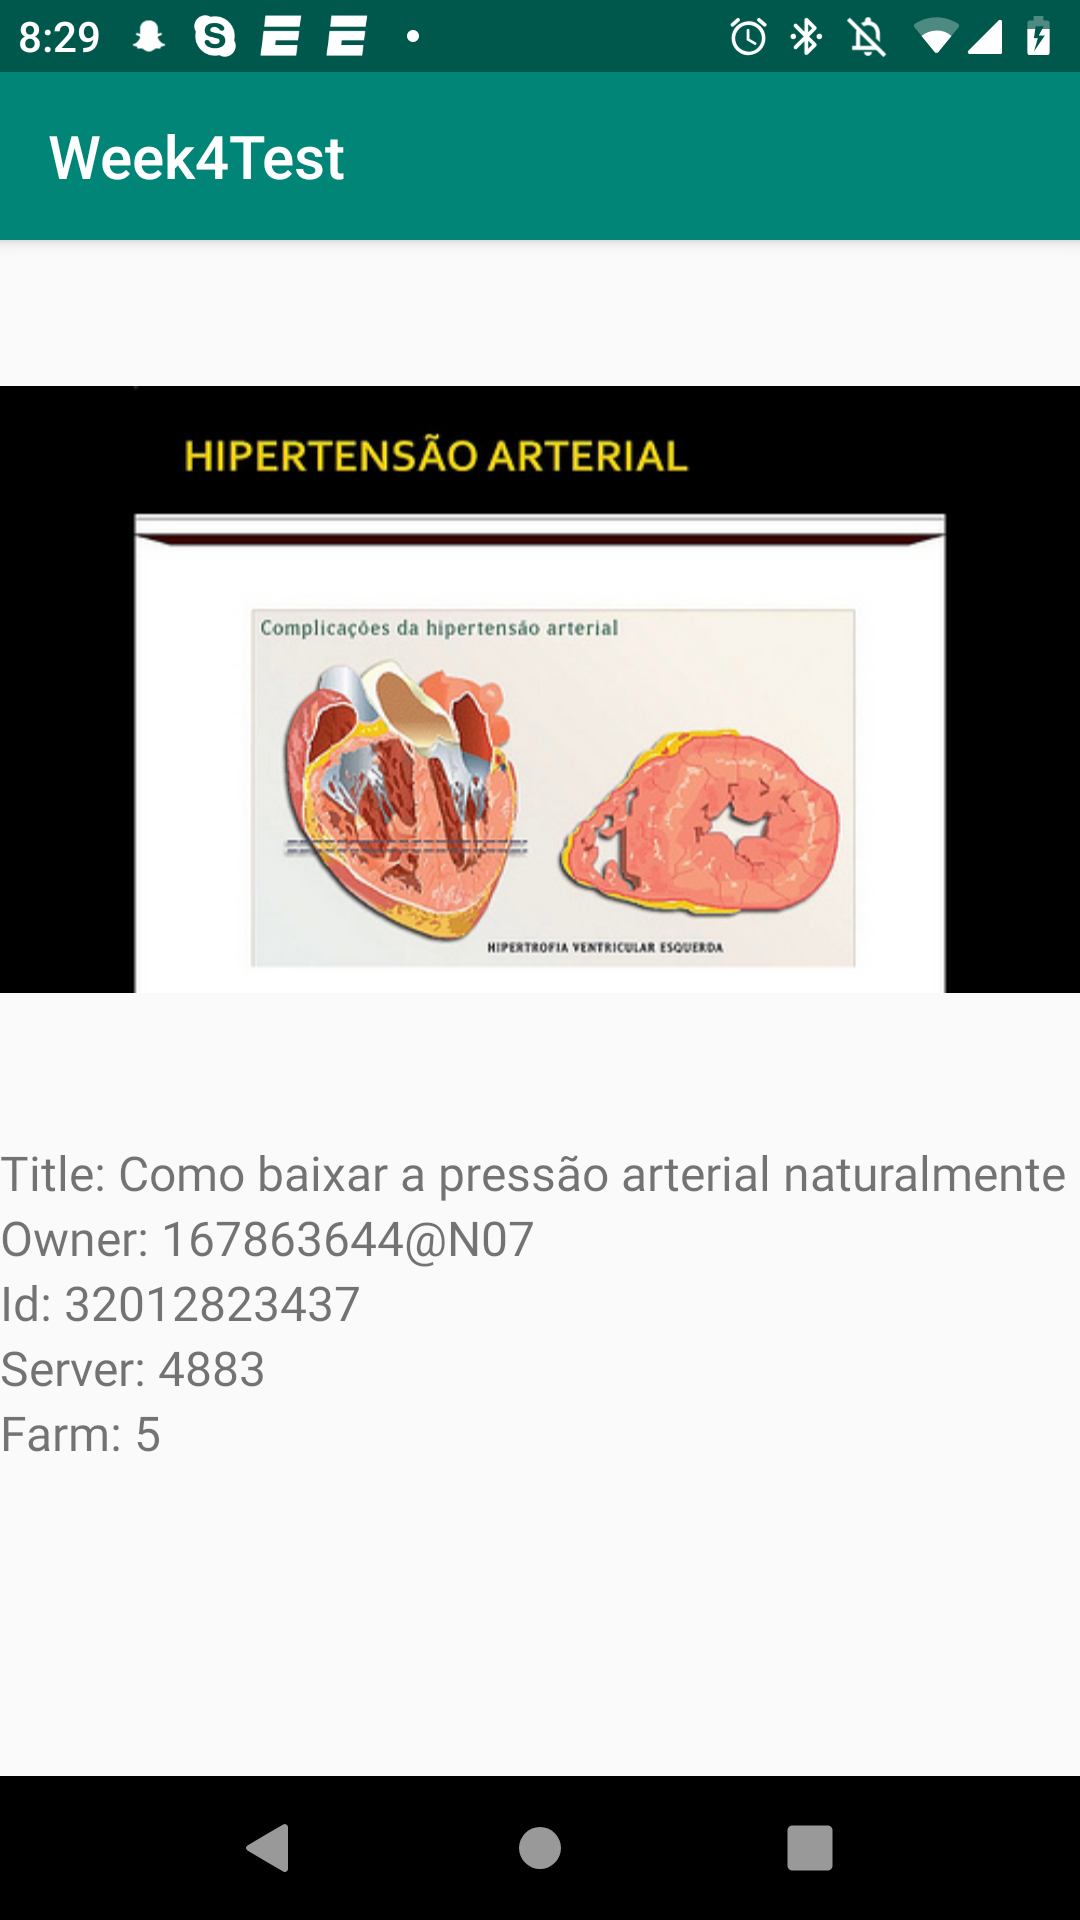 8:29
Week4Test
HIPERTENSÃO ARTERIAL
Complicações da hipertensão arterial
HIPERTROFIA VENTRICULAR ESQUERDA
Title: Como baixar a pressão arterial naturalmente
Owner: 167863644@N07
Id: 32012823437
Server: 4883
Farm: 5